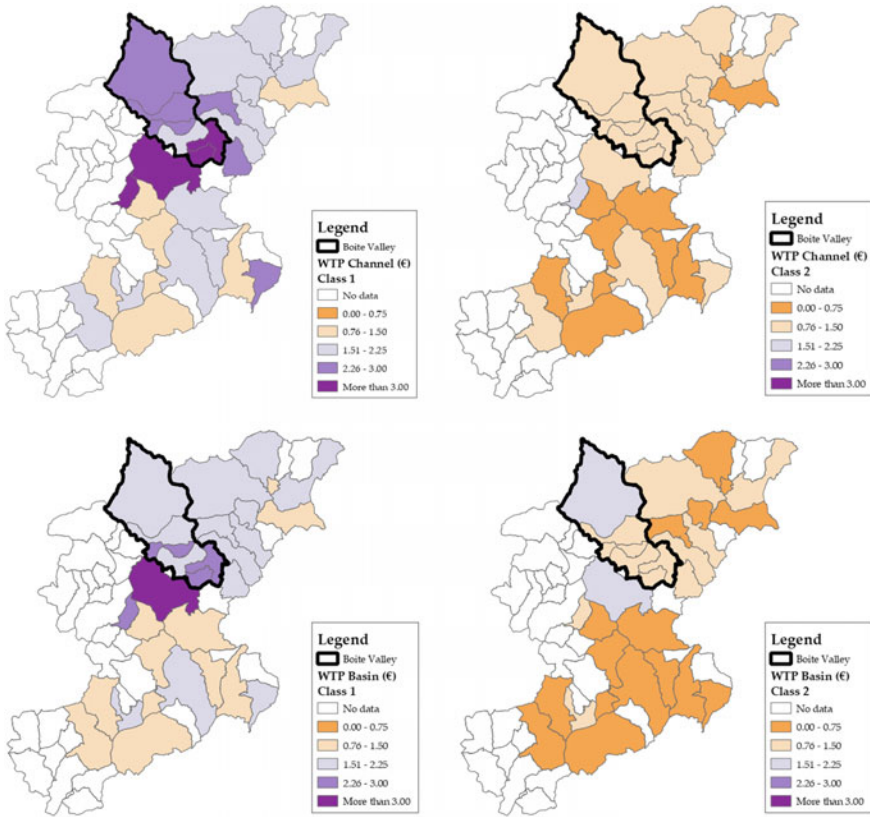 Legend
Boite Valley
WTP Channel (€)
Class 1
No data
0.00 - 0.75
0.76 - 1.50
1.51 - 2.25
2.26 - 3.00
More than 3.00
Legend
Boite Valley
WTP Channel (€)
Class 2
No data
0.00 - 0.75
0.76 - 1.50
1.51 - 2.25
2.26 - 3.00
More than 3.00
Legend
Boite Valley
WTP Basin (€)
Class 1
No data
0.00 - 0.75
0.76 - 1.50
1.51 - 2.25
2.26 - 3.00
More than 3.00
Legend
Boite Valley
WTP Basin (€)
Class 2
No data
0.00 - 0.75
0.76 - 1.50
1.51 - 2.25
2.26 - 3.00
More than 3.00